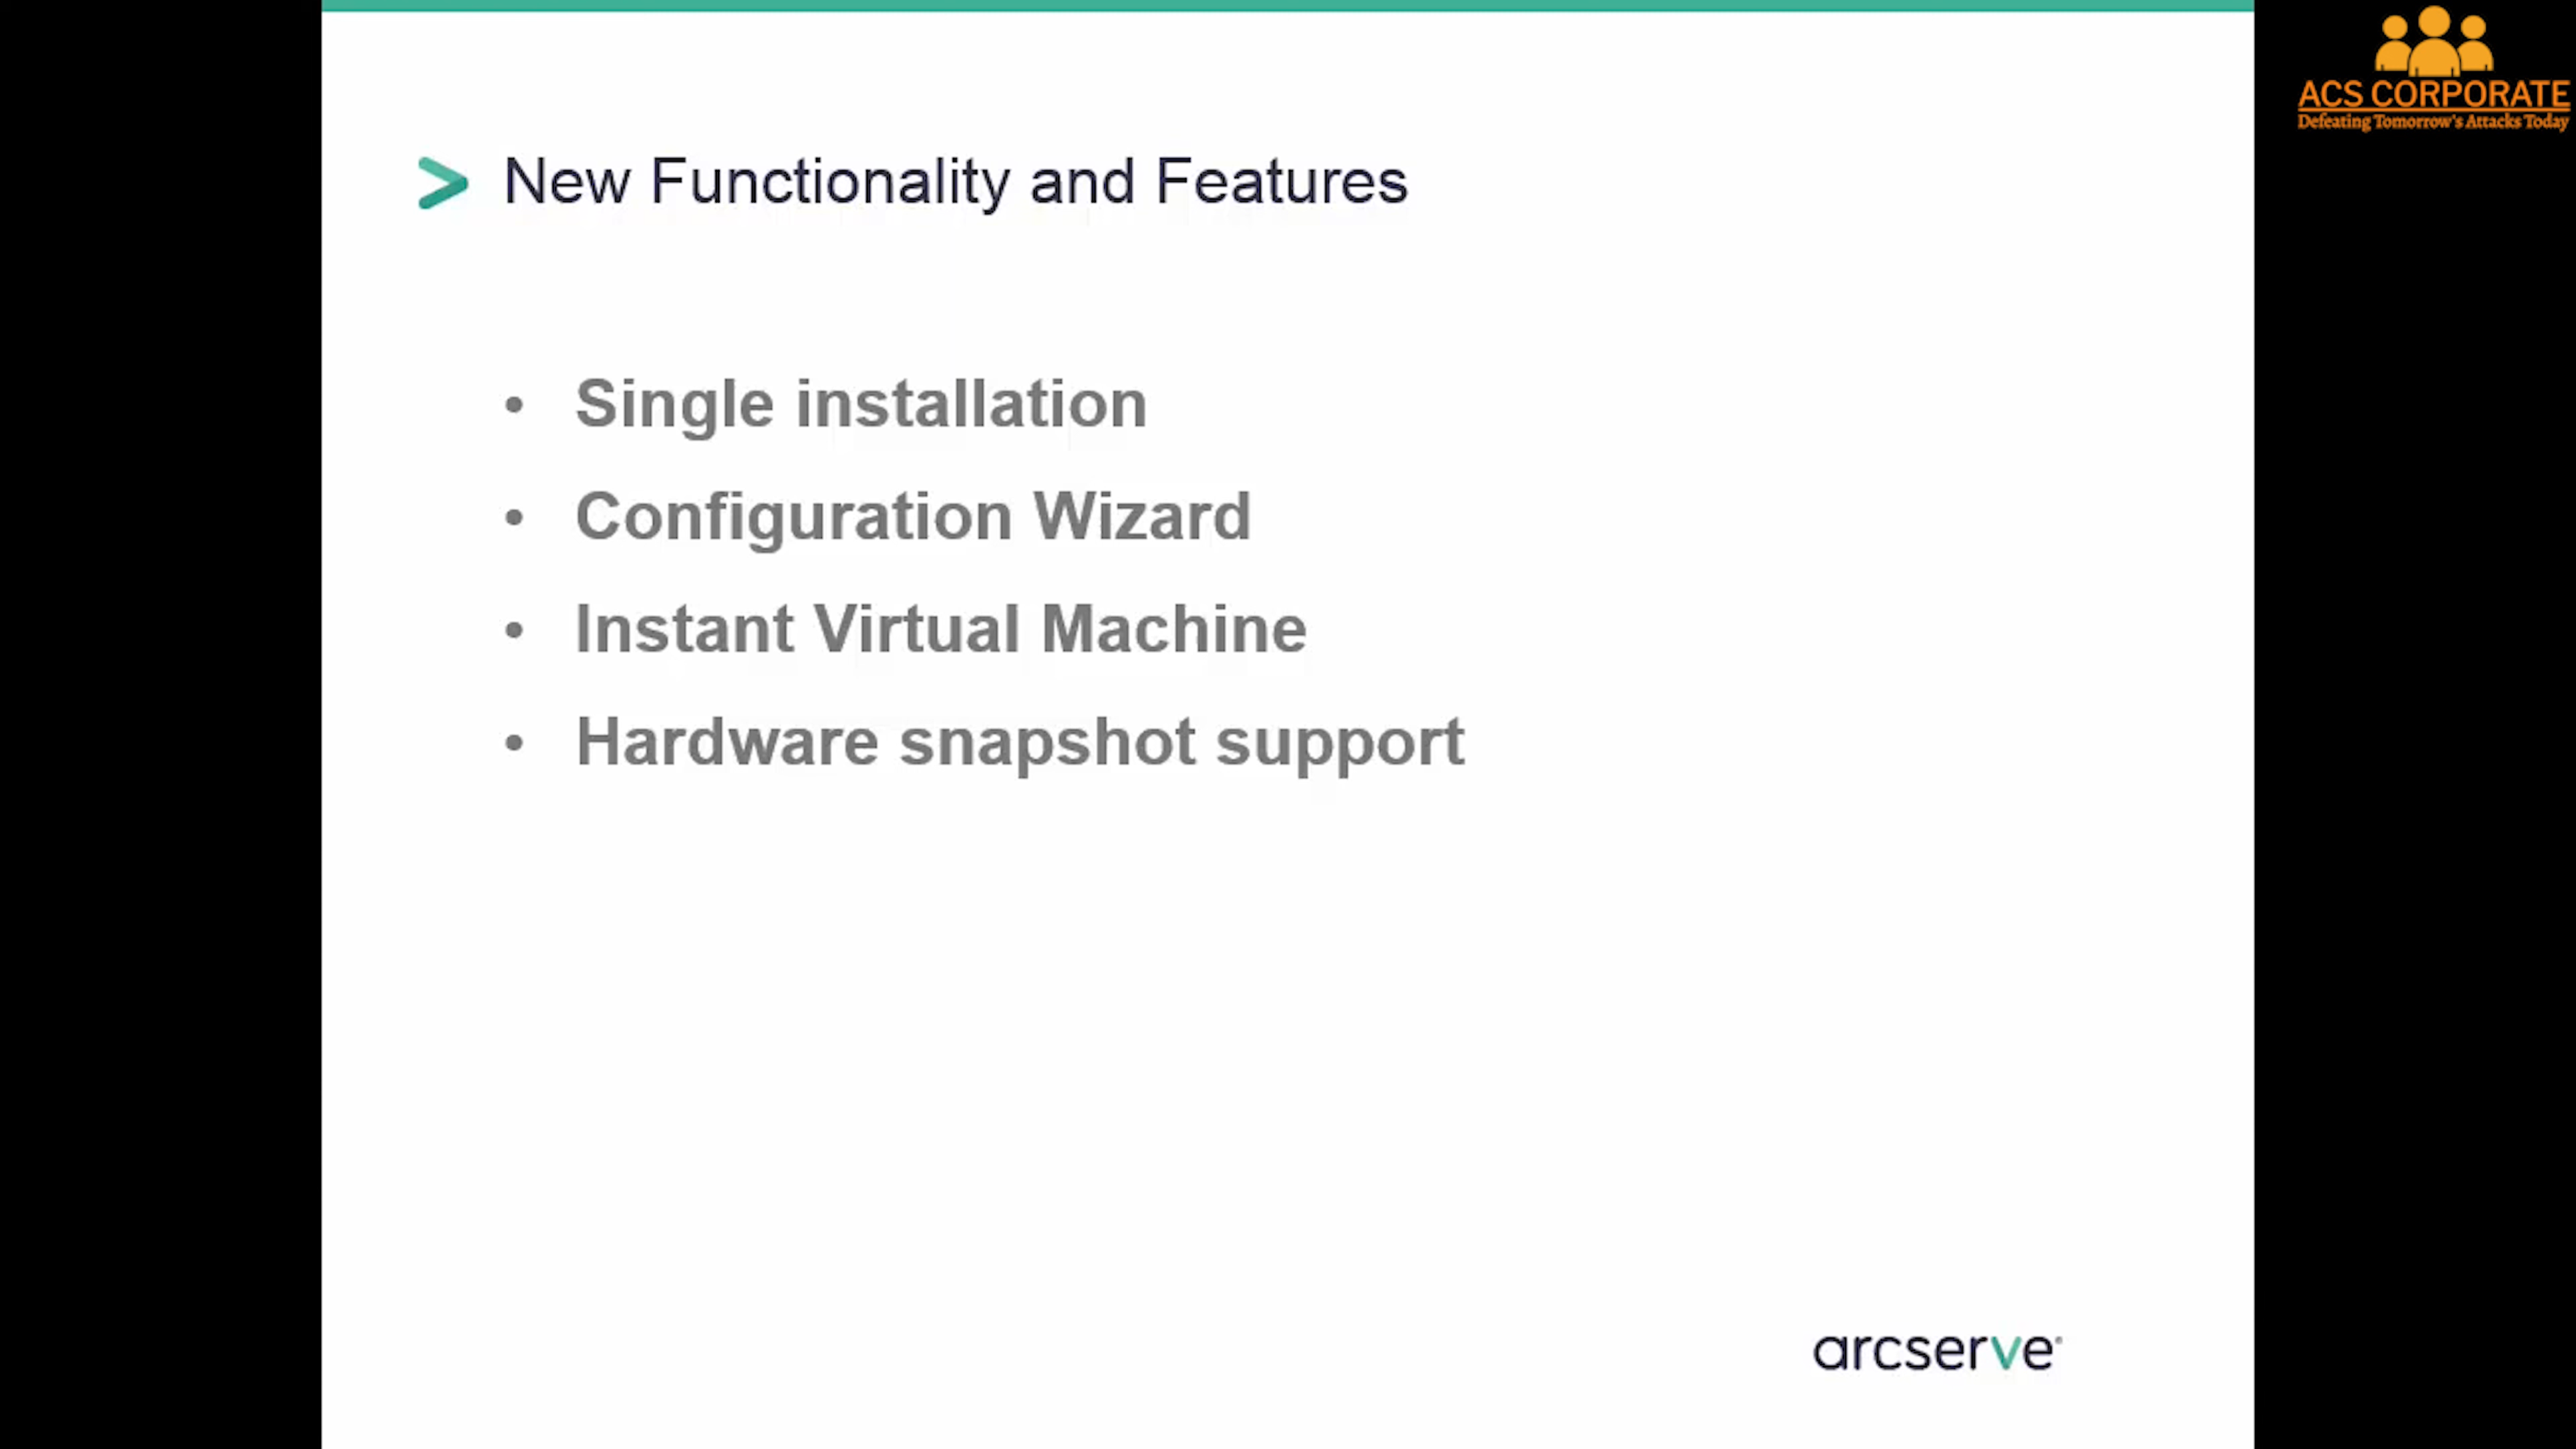 ACS CORPORATE
Defeating Tomorrow's Attacks Today
New Functionality and Features
• Single installation
• Configuration Wizard
• Instant Virtual Machine
• Hardware snapshot support
arcserve®